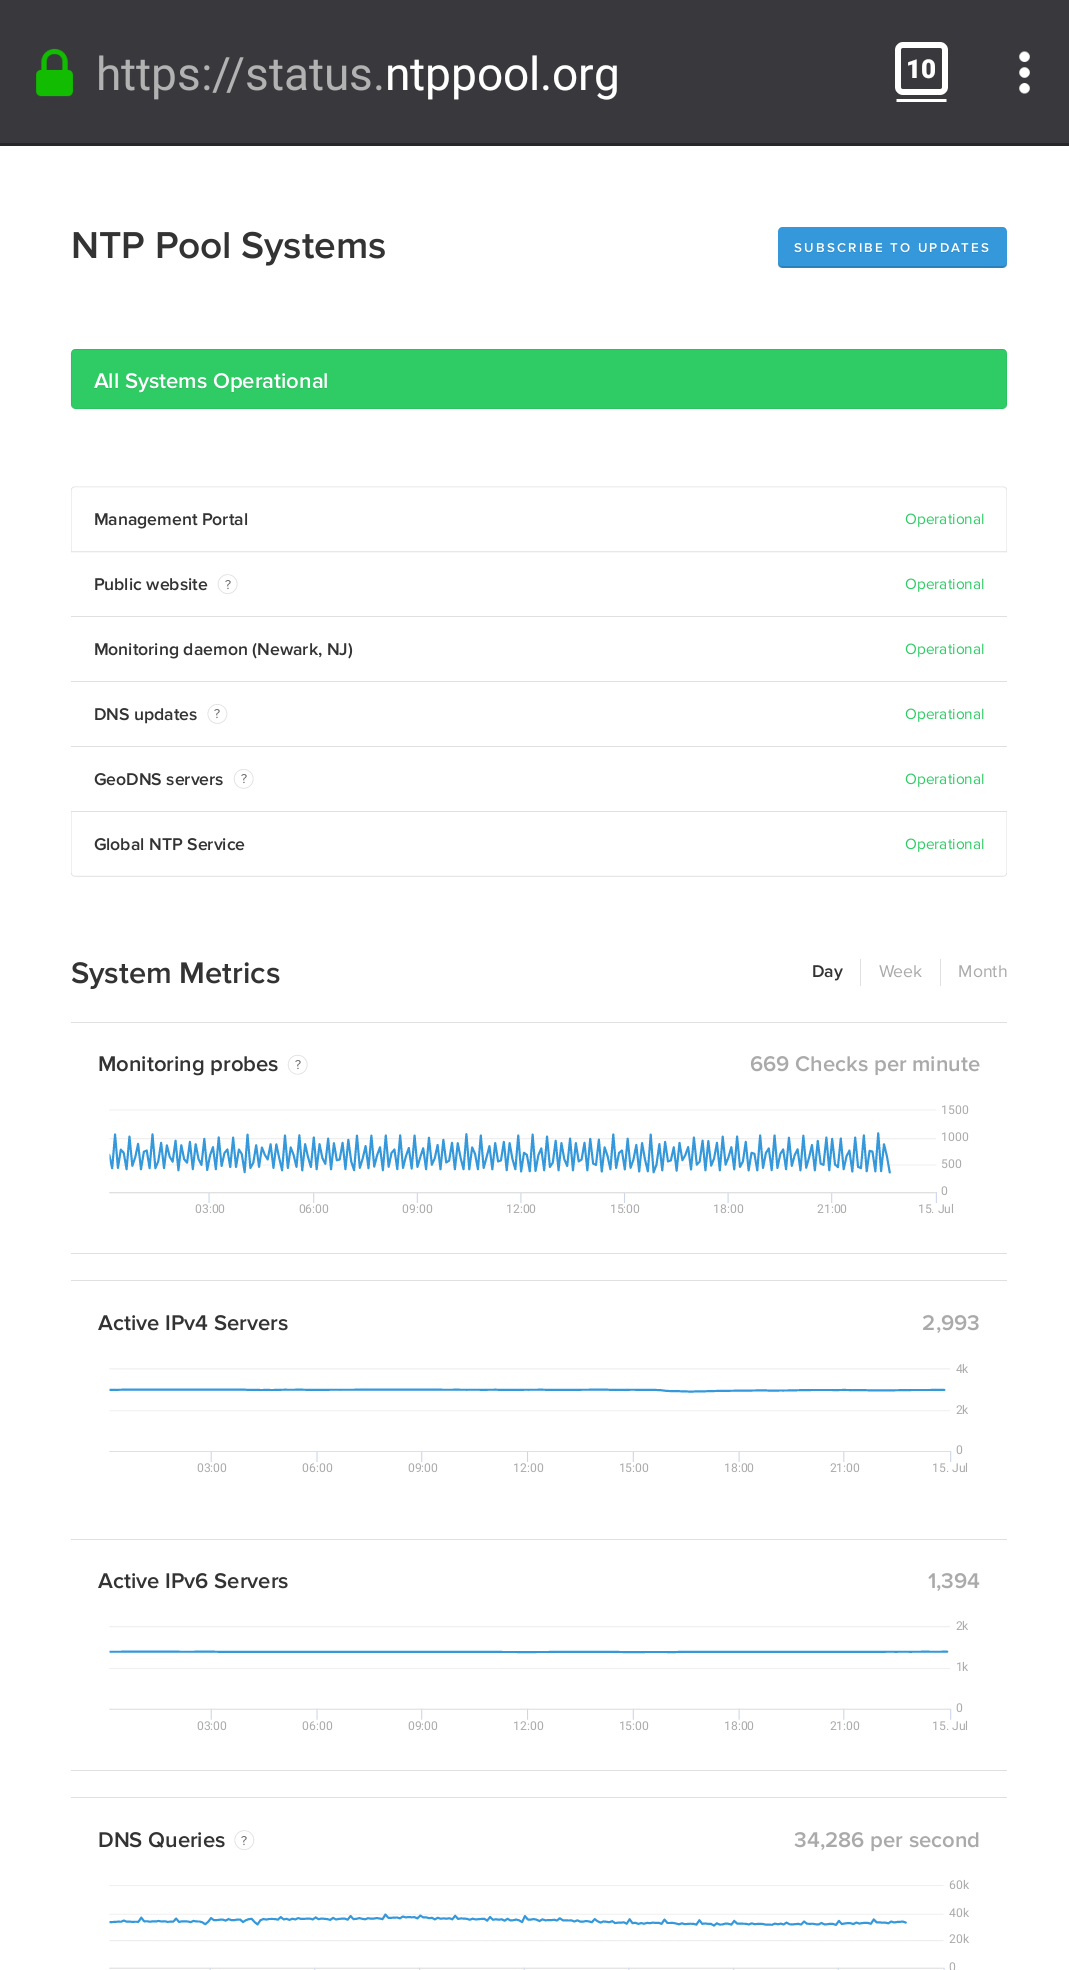 https://status.ntppool.org
10
NTP Pool Systems
SUBSCRIBE TO UPDATES
All Systems Operational
Management Portal Operational
Public website ? Operational
Monitoring daemon (Newark, NJ) Operational
DNS updates ? Operational
GeoDNS servers ? Operational
Global NTP Service Operational
System Metrics Day Week Month
Monitoring probes ? 669 Checks per minute
1500
1000
500
0
03:00 06:00 09:00 12:00 15:00 18:00 21:00 15. Jul
Active IPv4 Servers 2,993
4k
2k
0
03:00 06:00 09:00 12:00 15:00 18:00 21:00 15. Jul
Active IPv6 Servers 1,394
2k
1k
0
03:00 06:00 09:00 12:00 15:00 18:00 21:00 15. Jul
DNS Queries ? 34,286 per second
60k
40k
20k
0